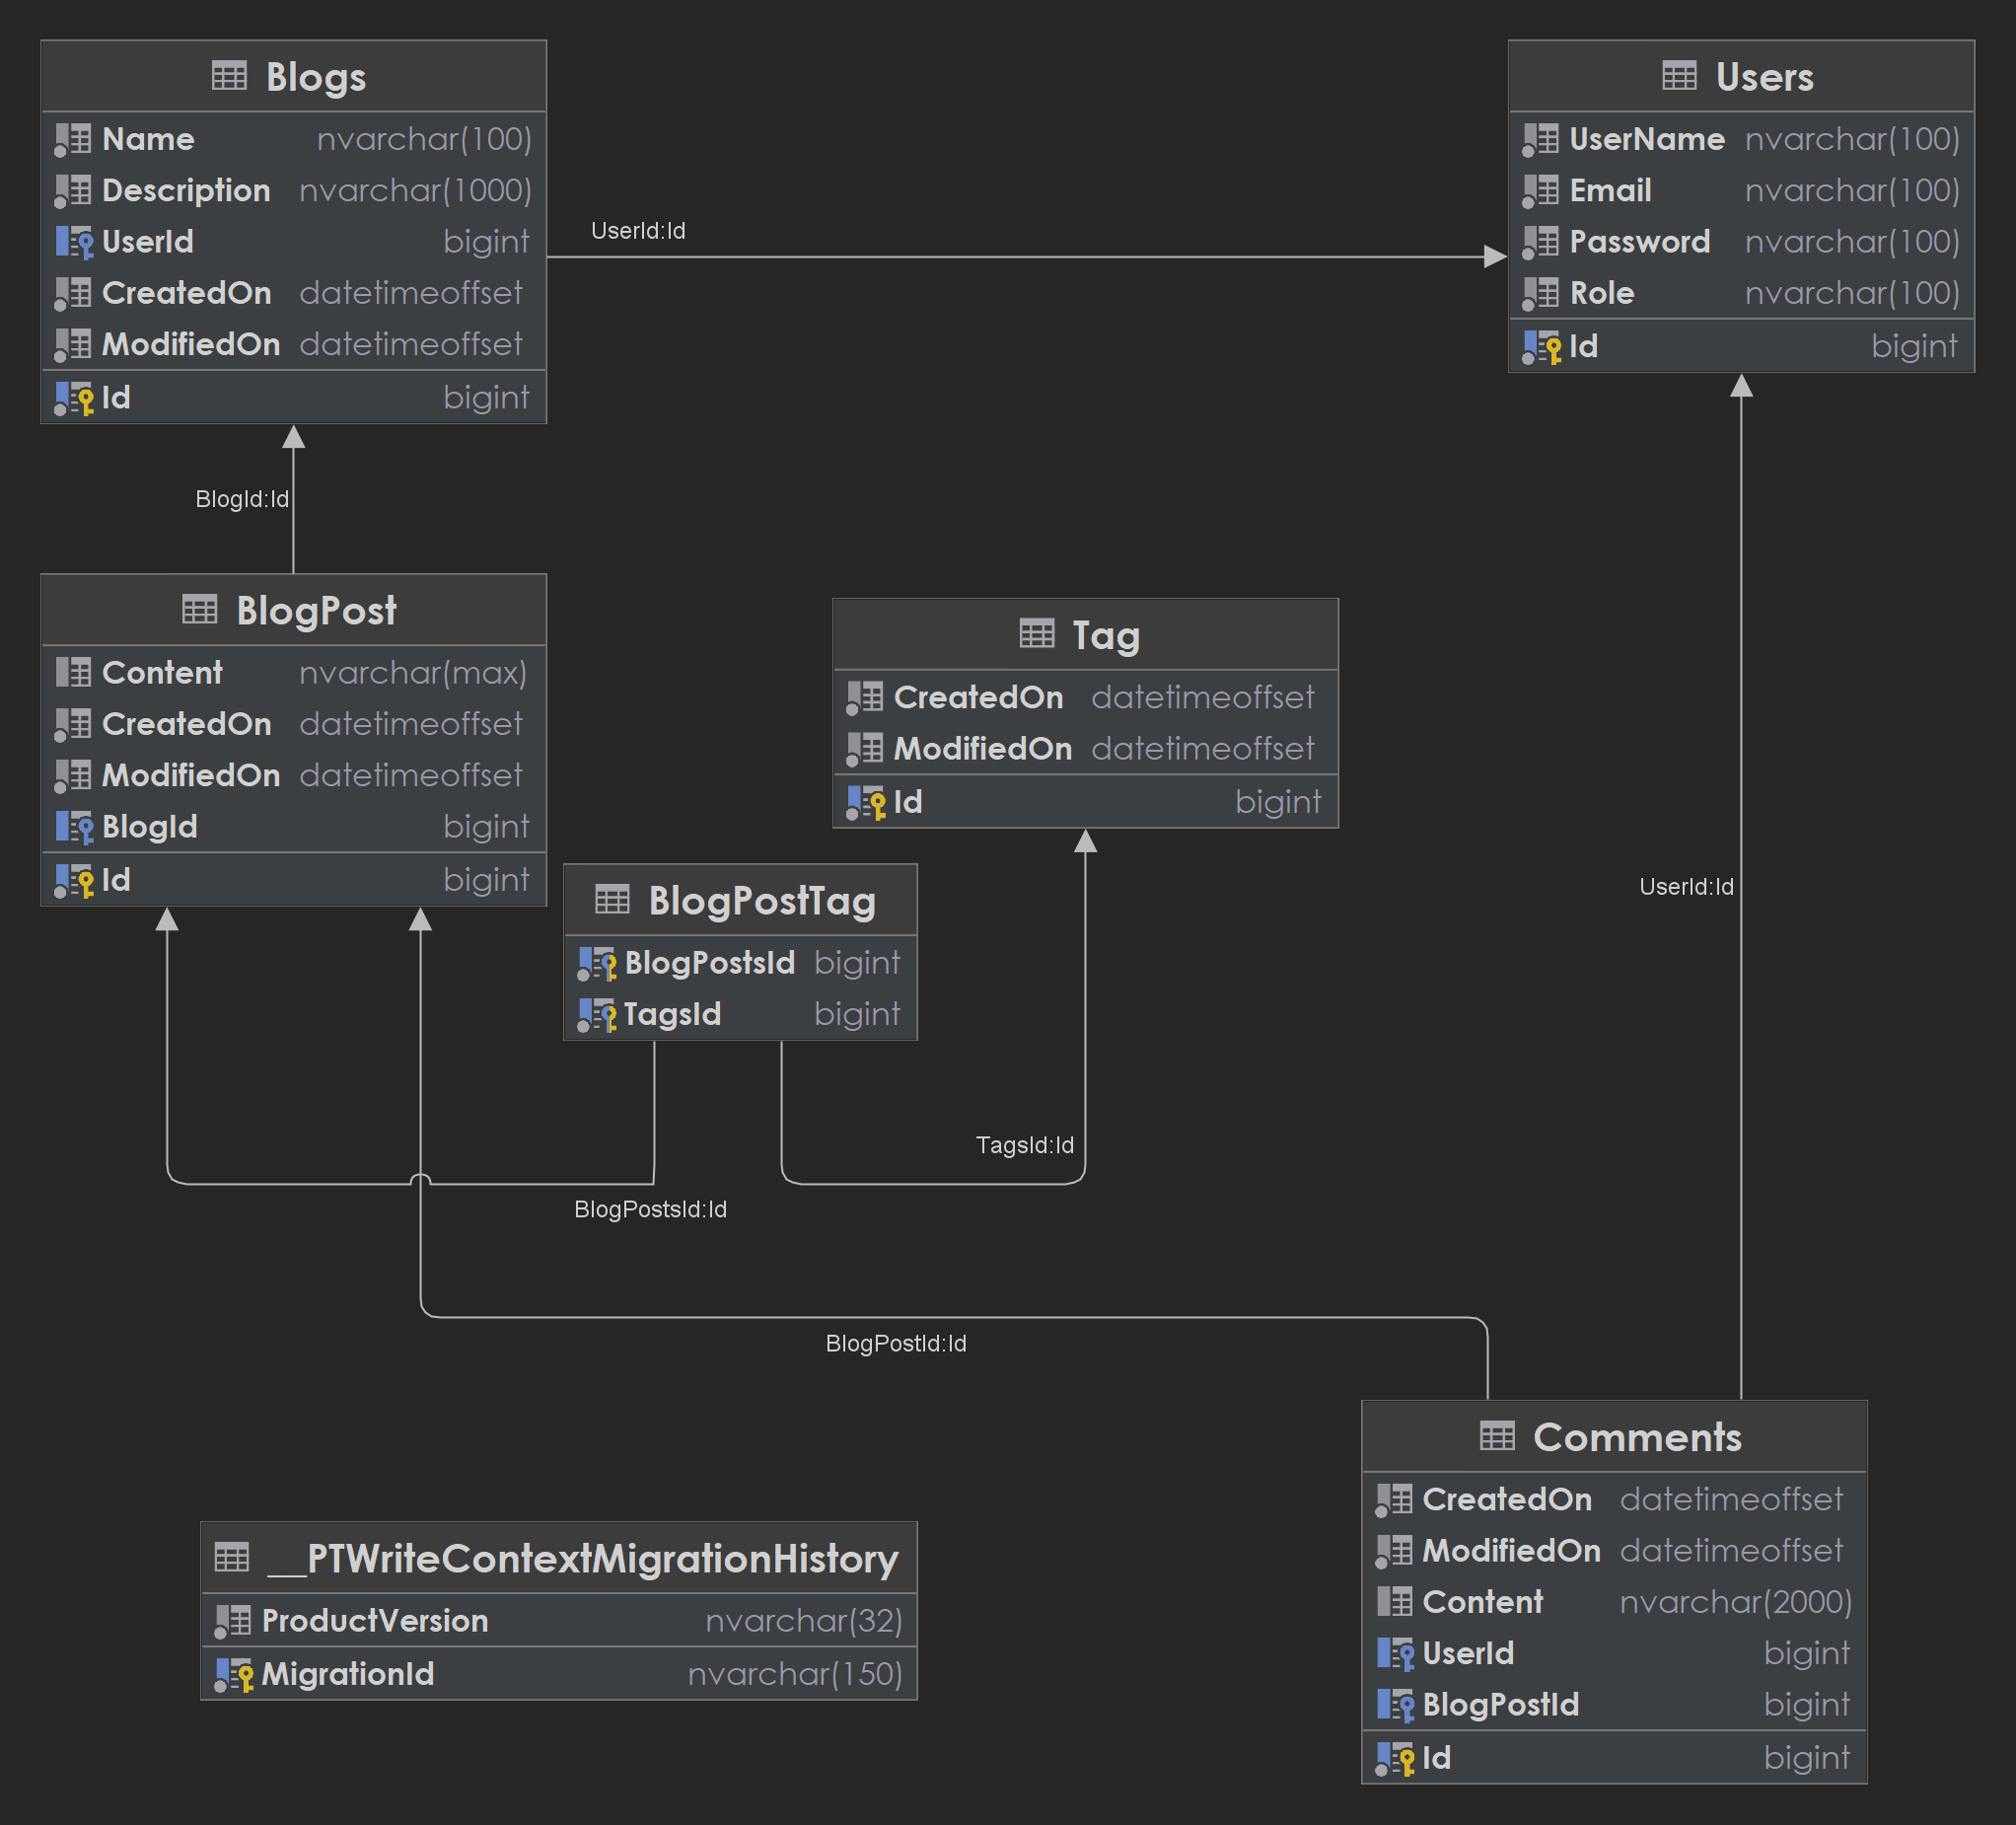 Blogs
Name nvarchar(100)
Description nvarchar(1000)
UserId bigint
CreatedOn datetimeoffset
ModifiedOn datetimeoffset
Id bigint
UserId:Id
Users
UserName nvarchar(100)
Email nvarchar(100)
Password nvarchar(100)
Role nvarchar(100)
Id bigint
BlogId:Id
BlogPost
Content nvarchar(max)
CreatedOn datetimeoffset
ModifiedOn datetimeoffset
BlogId bigint
Id bigint
Tag
CreatedOn datetimeoffset
ModifiedOn datetimeoffset
Id bigint
BlogPostTag
BlogPostsId bigint
TagsId bigint
UserId:Id
TagsId:Id
BlogPostsId:Id
BlogPostId:Id
Comments
CreatedOn datetimeoffset
ModifiedOn datetimeoffset
Content nvarchar(2000)
UserId bigint
BlogPostId bigint
Id bigint
__PTWriteContextMigrationHistory
ProductVersion nvarchar(32)
MigrationId nvarchar(150)